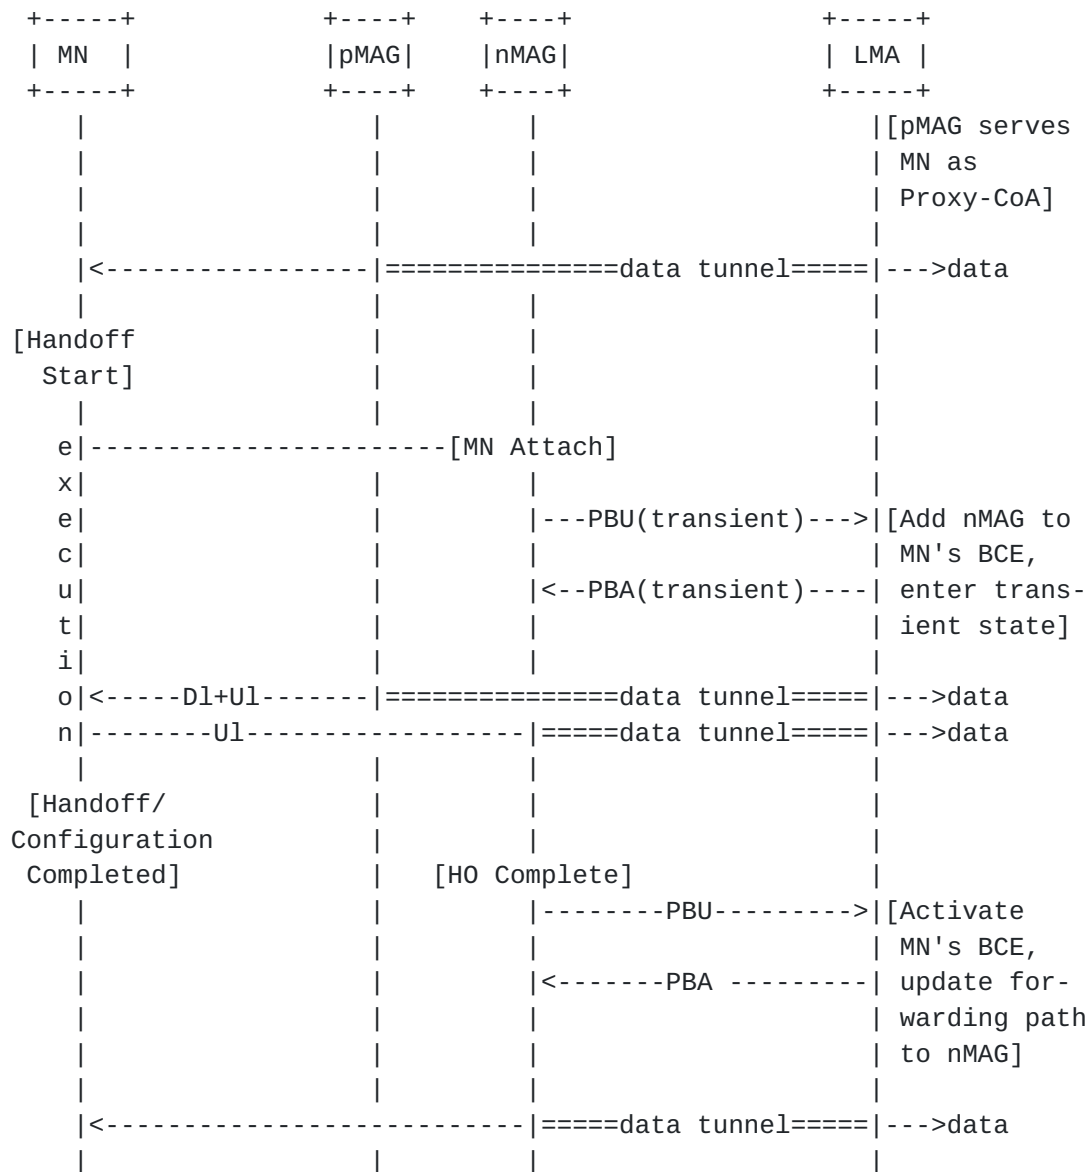 +-----+            +----+    +----+                +-----+
| MN  |            |pMAG|    |nMAG|                | LMA |
+-----+            +----+    +----+                +-----+
   |                  |         |                     |[pMAG serves
   |                  |         |                     | MN as
   |                  |         |                     | Proxy-CoA]
   |                  |         |                     |
   |<-----------------|===============data tunnel=====|--->data
   |                  |         |                     |
[Handoff               |         |                     |
  Start]               |         |                     |
   |                  |         |                     |
  e|-----------------------[MN Attach]                |
  x|                  |         |                     |
  e|                  |         |---PBU(transient)--->|[Add nMAG to
  c|                  |         |                     | MN's BCE,
  u|                  |         |<--PBA(transient)----| enter trans-
  t|                  |         |                     | ient state]
  i|                  |         |                     |
  o|<-----Dl+Ul-------|===============data tunnel=====|--->data
  n|--------Ul------------------|=====data tunnel=====|--->data
   |                  |         |                     |
 [Handoff/            |         |                     |
Configuration          |         |                     |
 Completed]           |   [HO Complete]               |
   |                  |         |--------PBU--------->|[Activate
   |                  |         |                     | MN's BCE,
   |                  |         |<-------PBA ---------| update for-
   |                  |         |                     | warding path
   |                  |         |                     | to nMAG]
   |                  |         |                     |
   |<---------------------------|=====data tunnel=====|--->data
   |                  |         |                     |